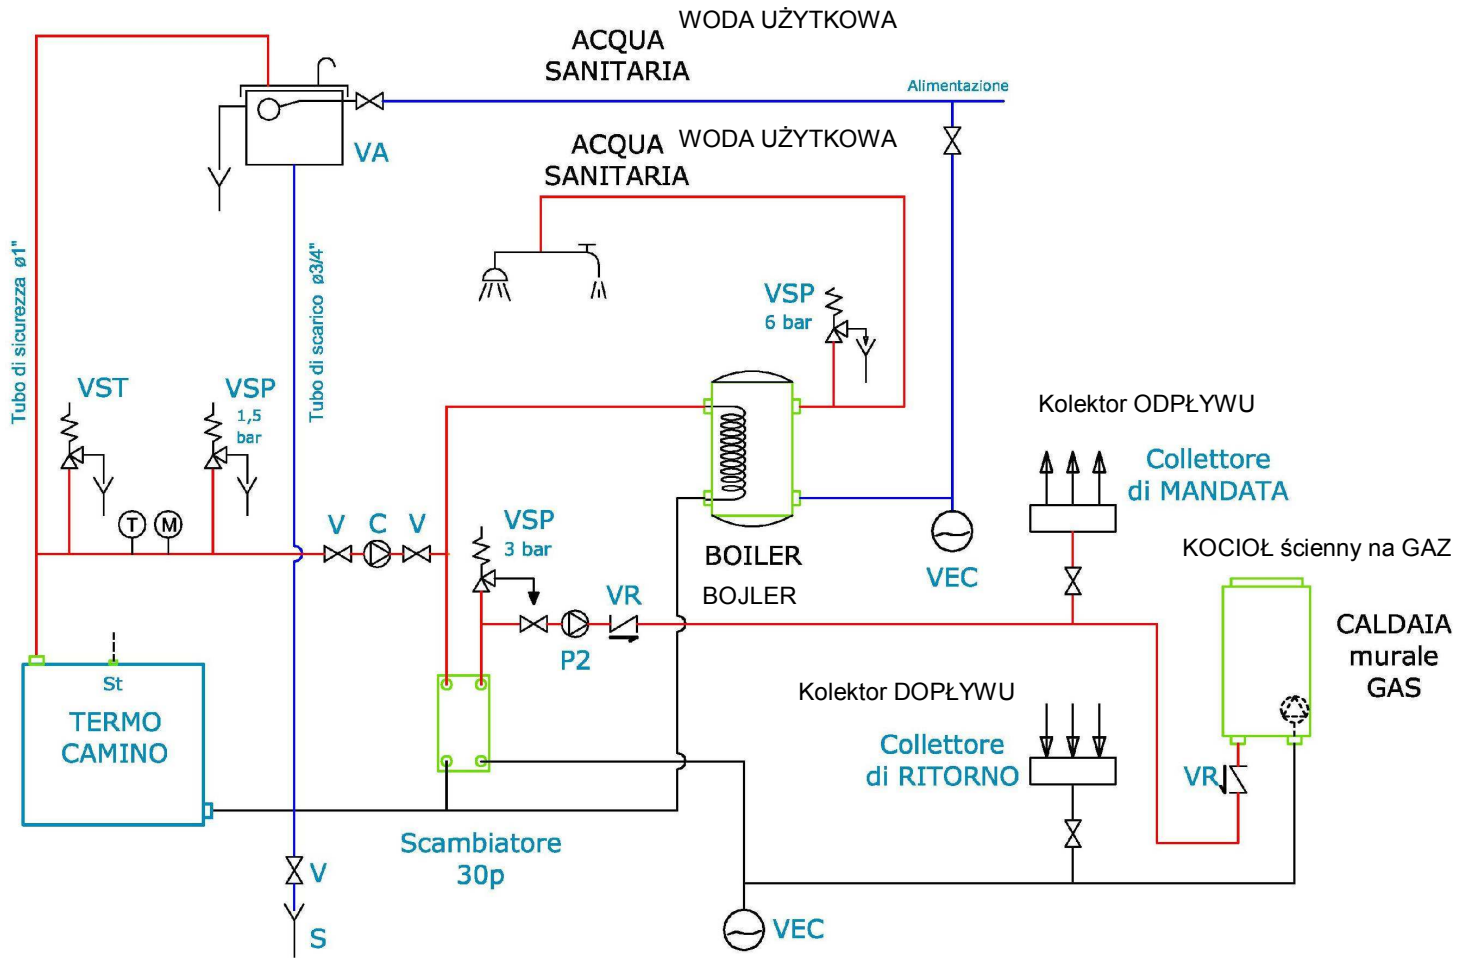 WODA UŻYTKOWA
ACQUA
SANITARIA
Alimentazione
VA
ACQUA
SANITARIA
WODA UŻYTKOWA
Tubo di sicurezza ø1"
Tubo di scarico ø3/4"
VST
VSP
1,5
bar
VSP
6 bar
Kolektor ODPŁYWU
Collettore
di MANDATA
T
M
V
C
V
VSP
3 bar
BOILER
BOJLER
VEC
KOCIOŁ ścienny na GAZ
CALDAIA
murale
GAS
VR
P2
St
TERMO
CAMINO
Kolektor DOPŁYWU
Collettore
di RITORNO
VR
Scambiatore
30p
V
S
VEC